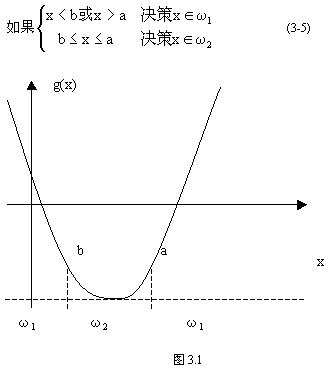 如果 { x < b或x > a 决策x ∈ ω₁ (3-5)
b ≤ x ≤ a 决策x ∈ ω₂
g(x)
b a
x
ω₁ ω₂ ω₁
图 3.1